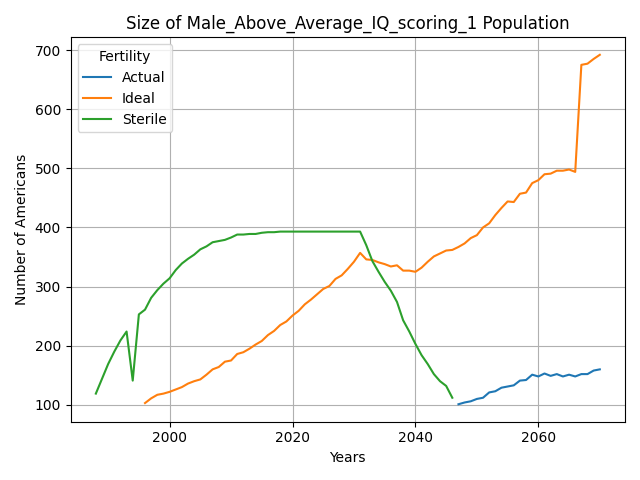 Size of Male_Above_Average_IQ_scoring_1 Population
Fertility
Actual
Ideal
Sterile
Number of Americans
700
600
500
400
300
200
100
2000
2020
2040
2060
Years